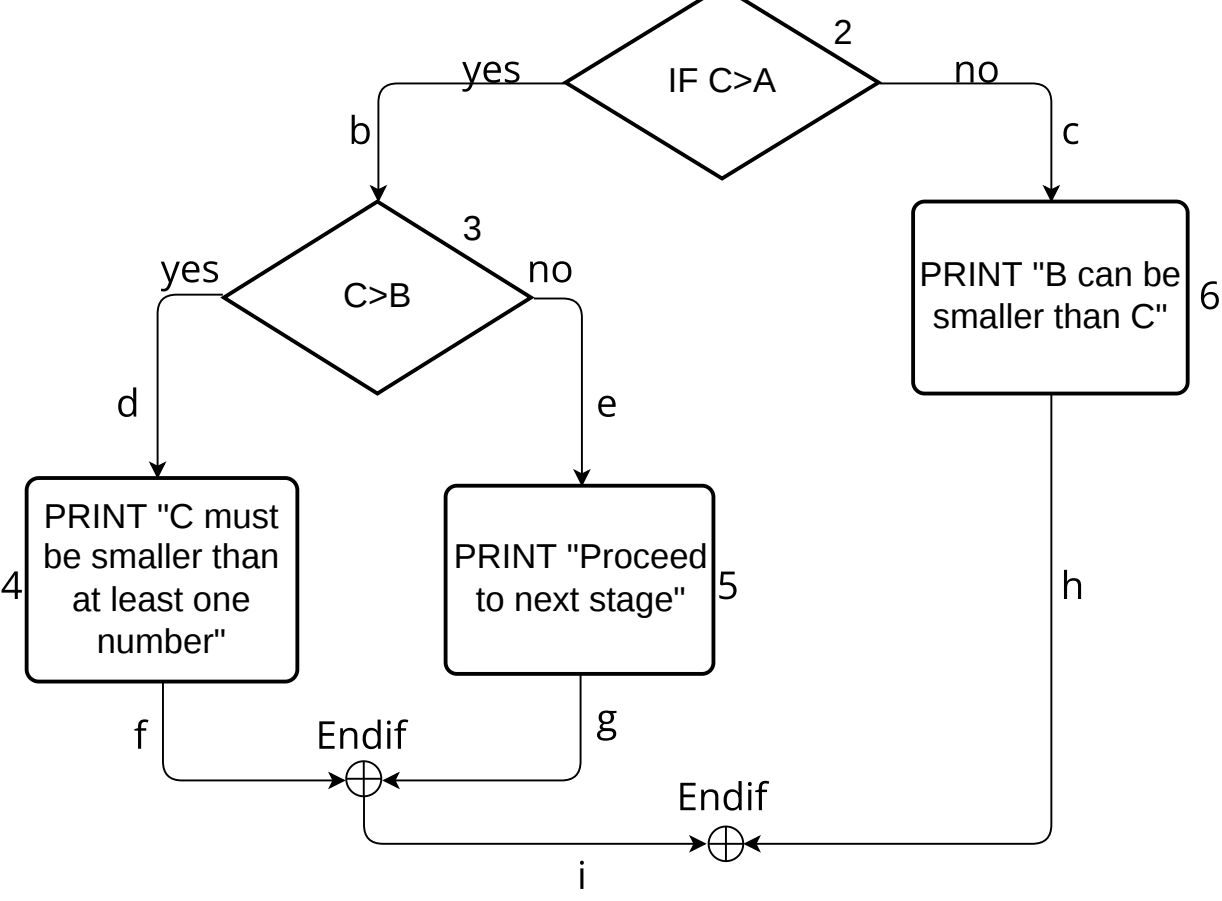 2
IF C>A
yes
no
b
c
3
C>B
yes
no
PRINT "B can be
smaller than C"
6
d
e
PRINT "C must
be smaller than
at least one
number"
4
PRINT "Proceed
to next stage"
5
h
f
Endif
g
Endif
i